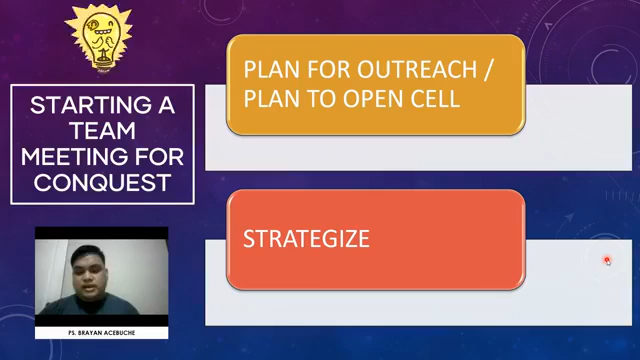 STARTING A
TEAM
MEETING FOR
CONQUEST
PLAN FOR OUTREACH /
PLAN TO OPEN CELL
STRATEGIZE
PS. BRAYAN ACEBUCHE